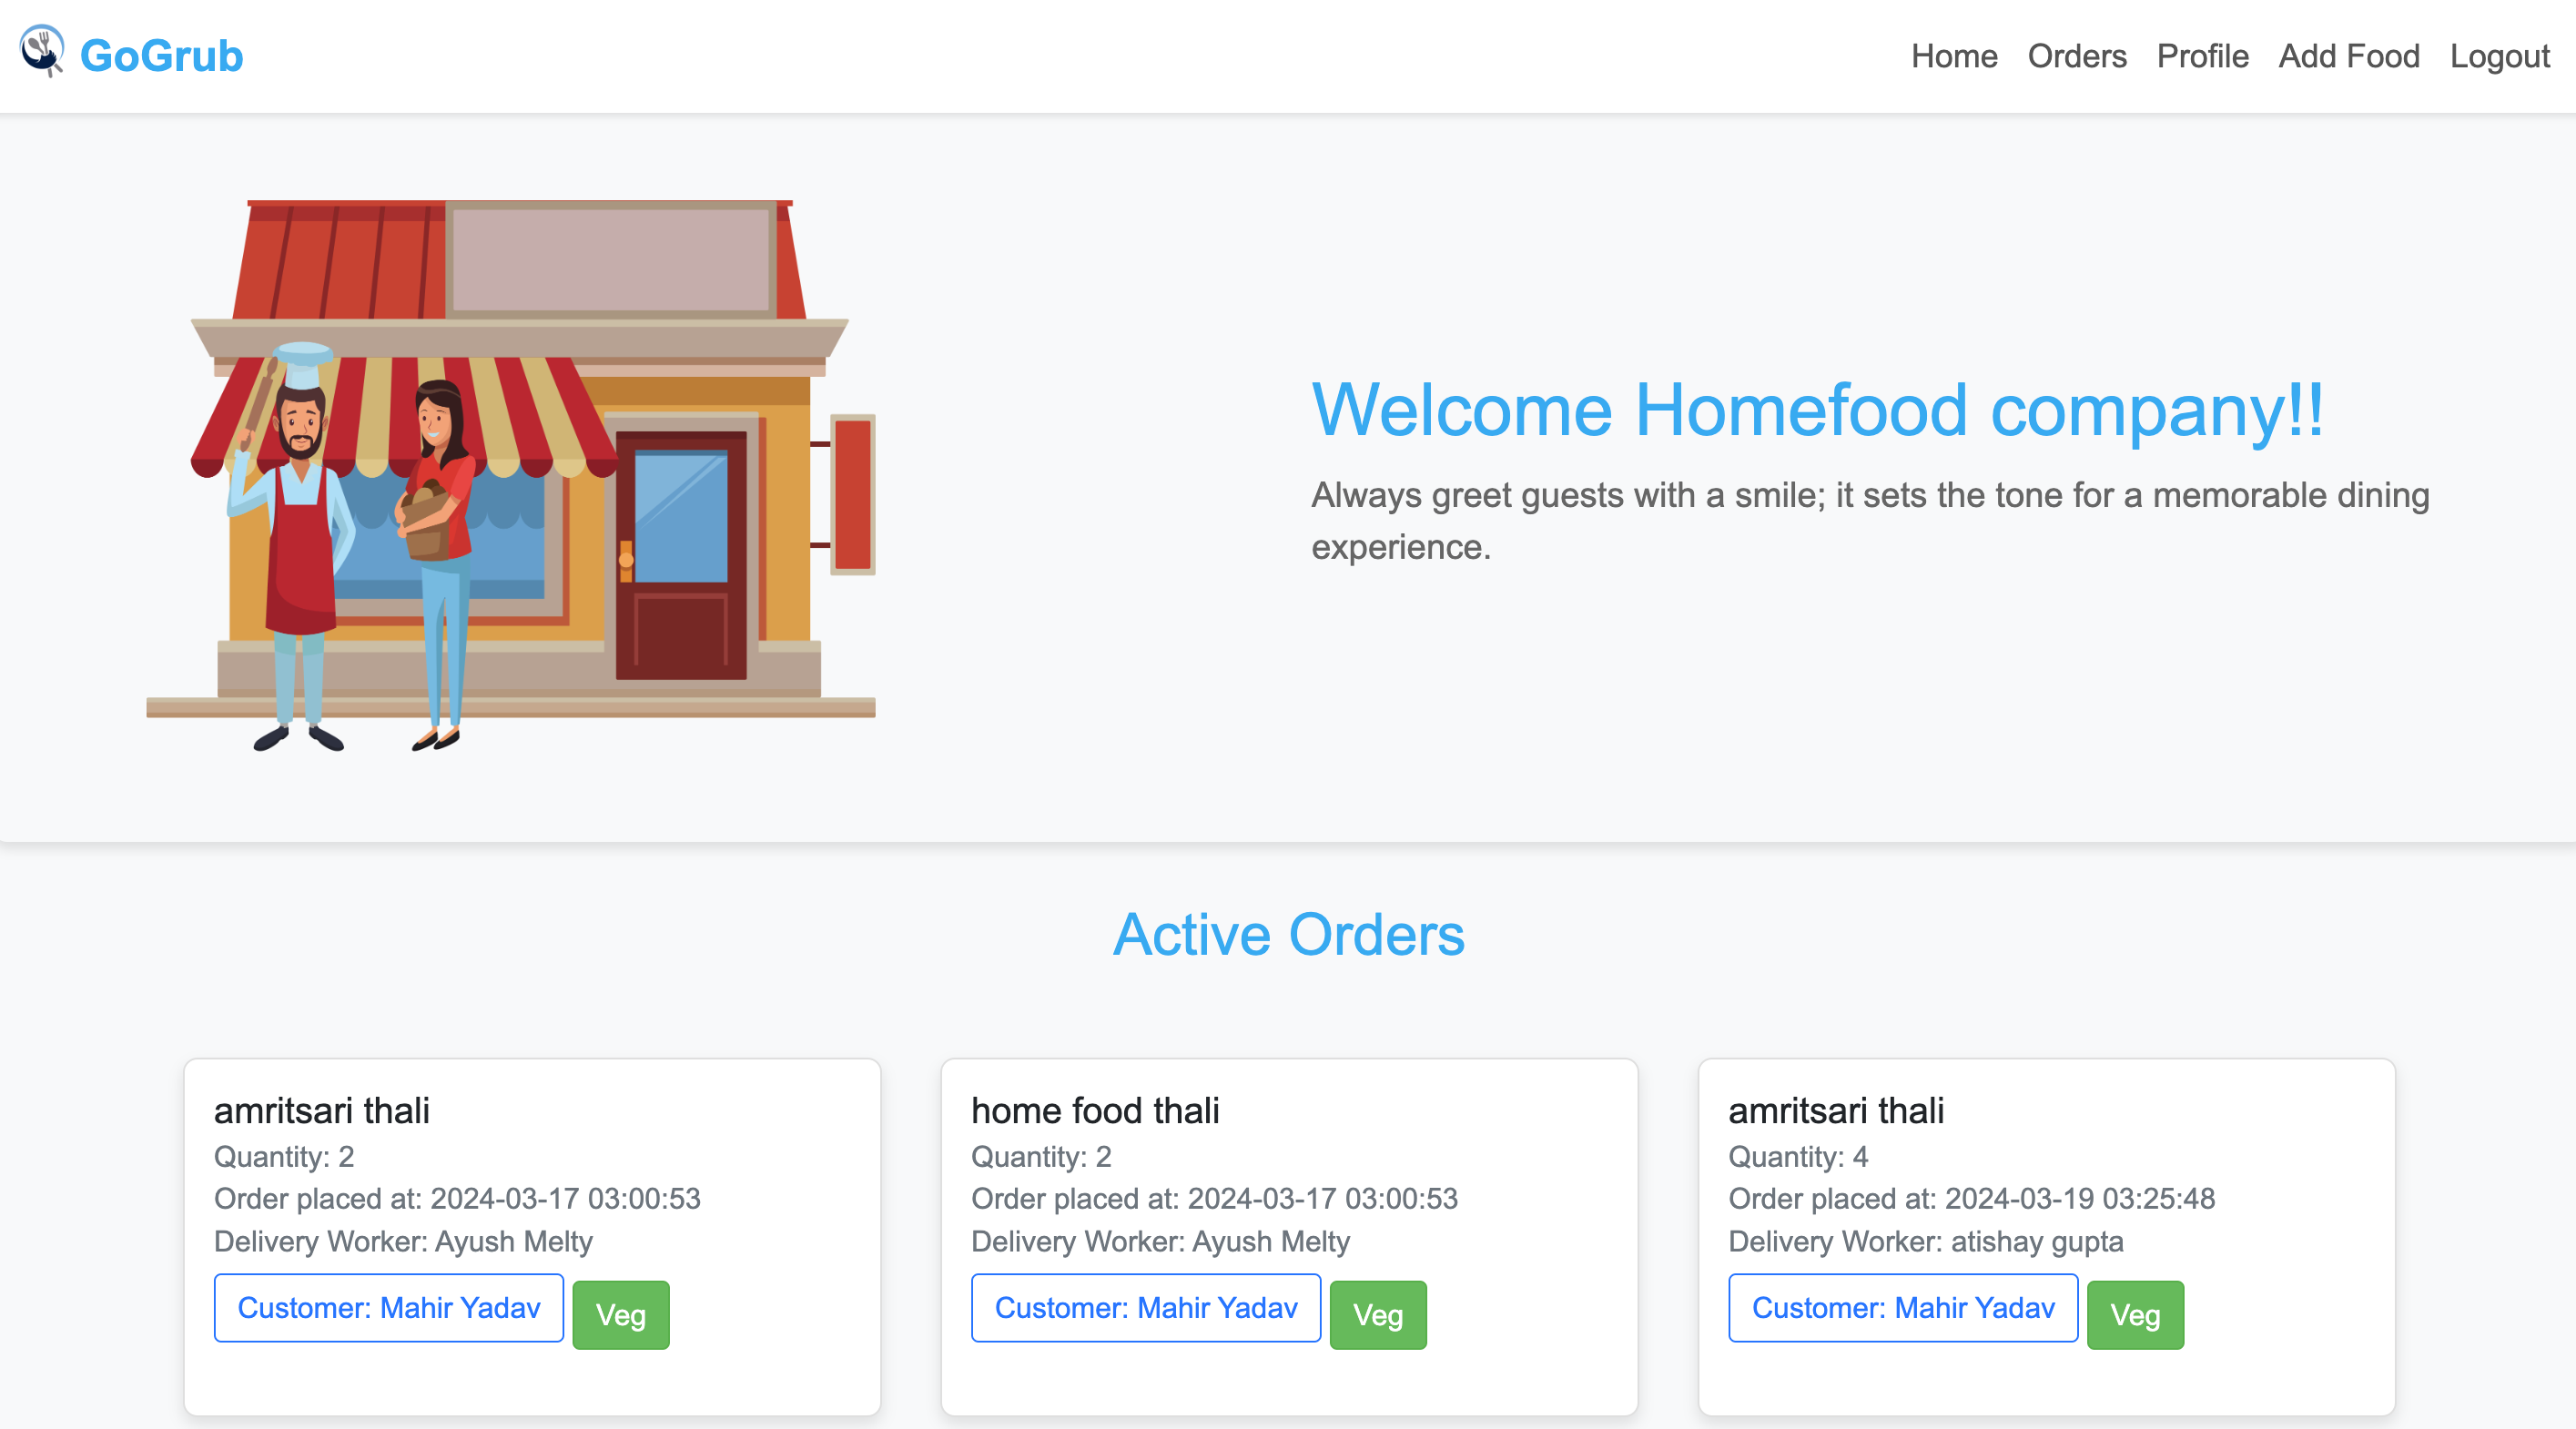 GoGrub
Home Orders Profile Add Food Logout
Welcome Homefood company!!
Always greet guests with a smile; it sets the tone for a memorable dining
experience.
Active Orders
amritsari thali
Quantity: 2
Order placed at: 2024-03-17 03:00:53
Delivery Worker: Ayush Melty
Customer: Mahir Yadav
Veg
home food thali
Quantity: 2
Order placed at: 2024-03-17 03:00:53
Delivery Worker: Ayush Melty
Customer: Mahir Yadav
Veg
amritsari thali
Quantity: 4
Order placed at: 2024-03-19 03:25:48
Delivery Worker: atishay gupta
Customer: Mahir Yadav
Veg